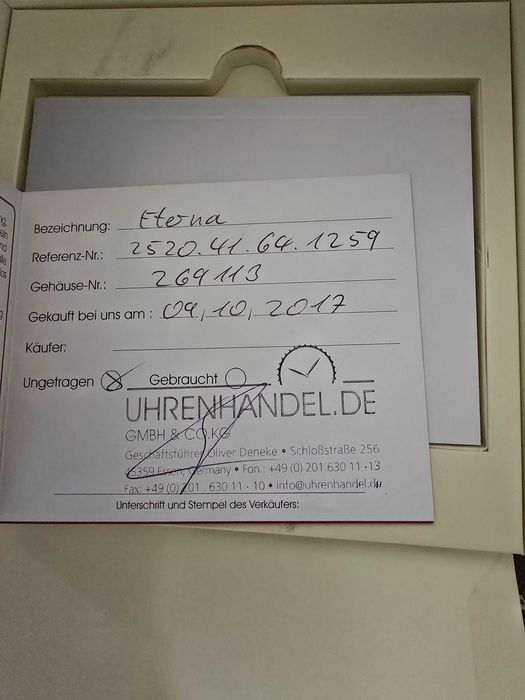 Bezeichnung: Eterna
Referenz-Nr.: 2520.41.64.1259
Gehäuse-Nr.: 269113
Gekauft bei uns am: 09,10,2017
Käufer:
Ungetragen Gebraucht
UHRENHANDEL.DE
GMBH & CO.KG
Geschäftsführer Oliver Deneke • Schloßstraße 256
45359 Essen, Germany • Fon.: +49 (0) 201.630 11 - 13
Fax: +49 (0) 201 630 11 - 10 • info@uhrenhandel.de
Unterschrift und Stempel des Verkäufers: